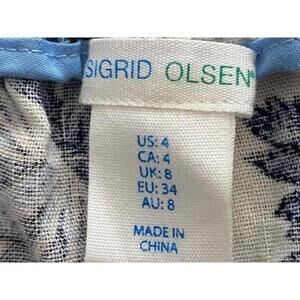 SIGRID OLSEN®
US: 4
CA: 4
UK: 8
EU: 34
AU: 8
MADE IN
CHINA